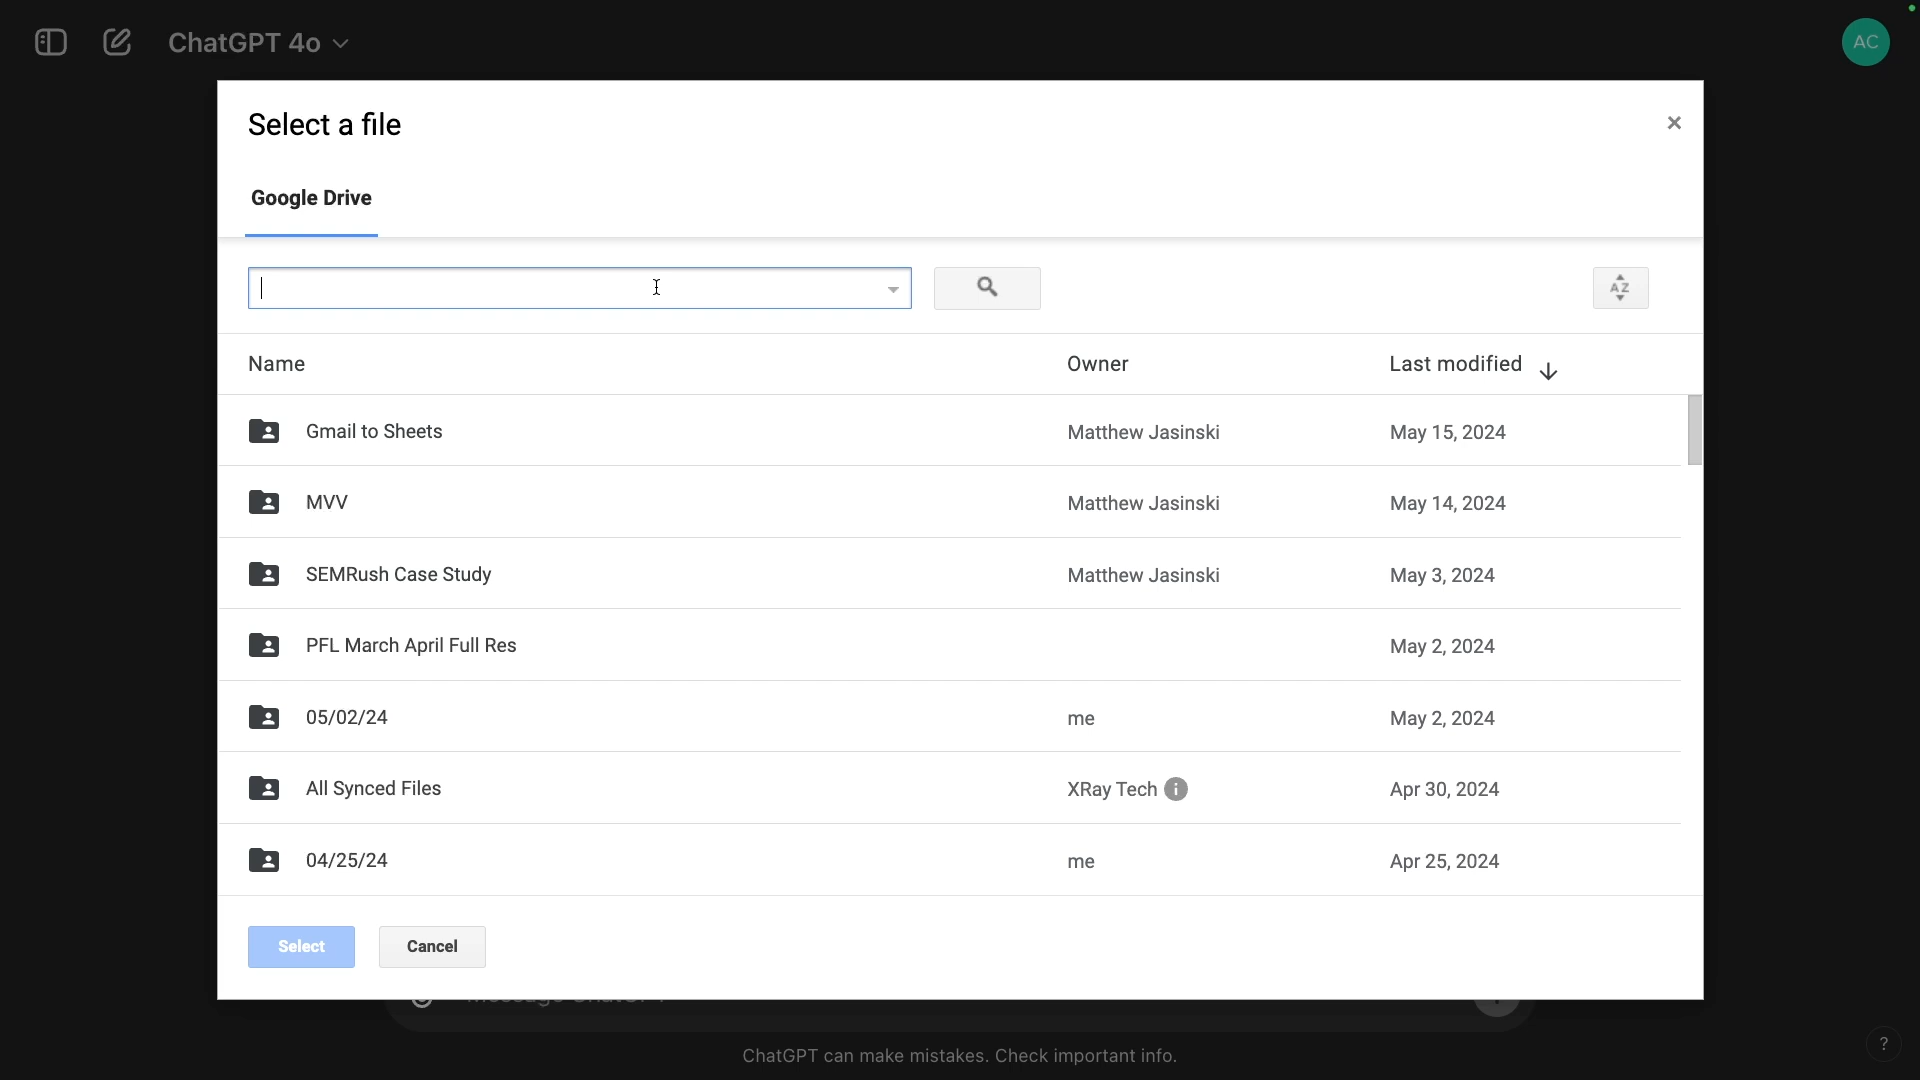 ChatGPT 4o
AC
Select a file
Google Drive
AZ
Name Owner Last modified
Gmail to Sheets Matthew Jasinski May 15, 2024
MVV Matthew Jasinski May 14, 2024
SEMRush Case Study Matthew Jasinski May 3, 2024
PFL March April Full Res May 2, 2024
05/02/24 me May 2, 2024
All Synced Files XRay Tech i Apr 30, 2024
04/25/24 me Apr 25, 2024
Select Cancel
ChatGPT can make mistakes. Check important info.
?